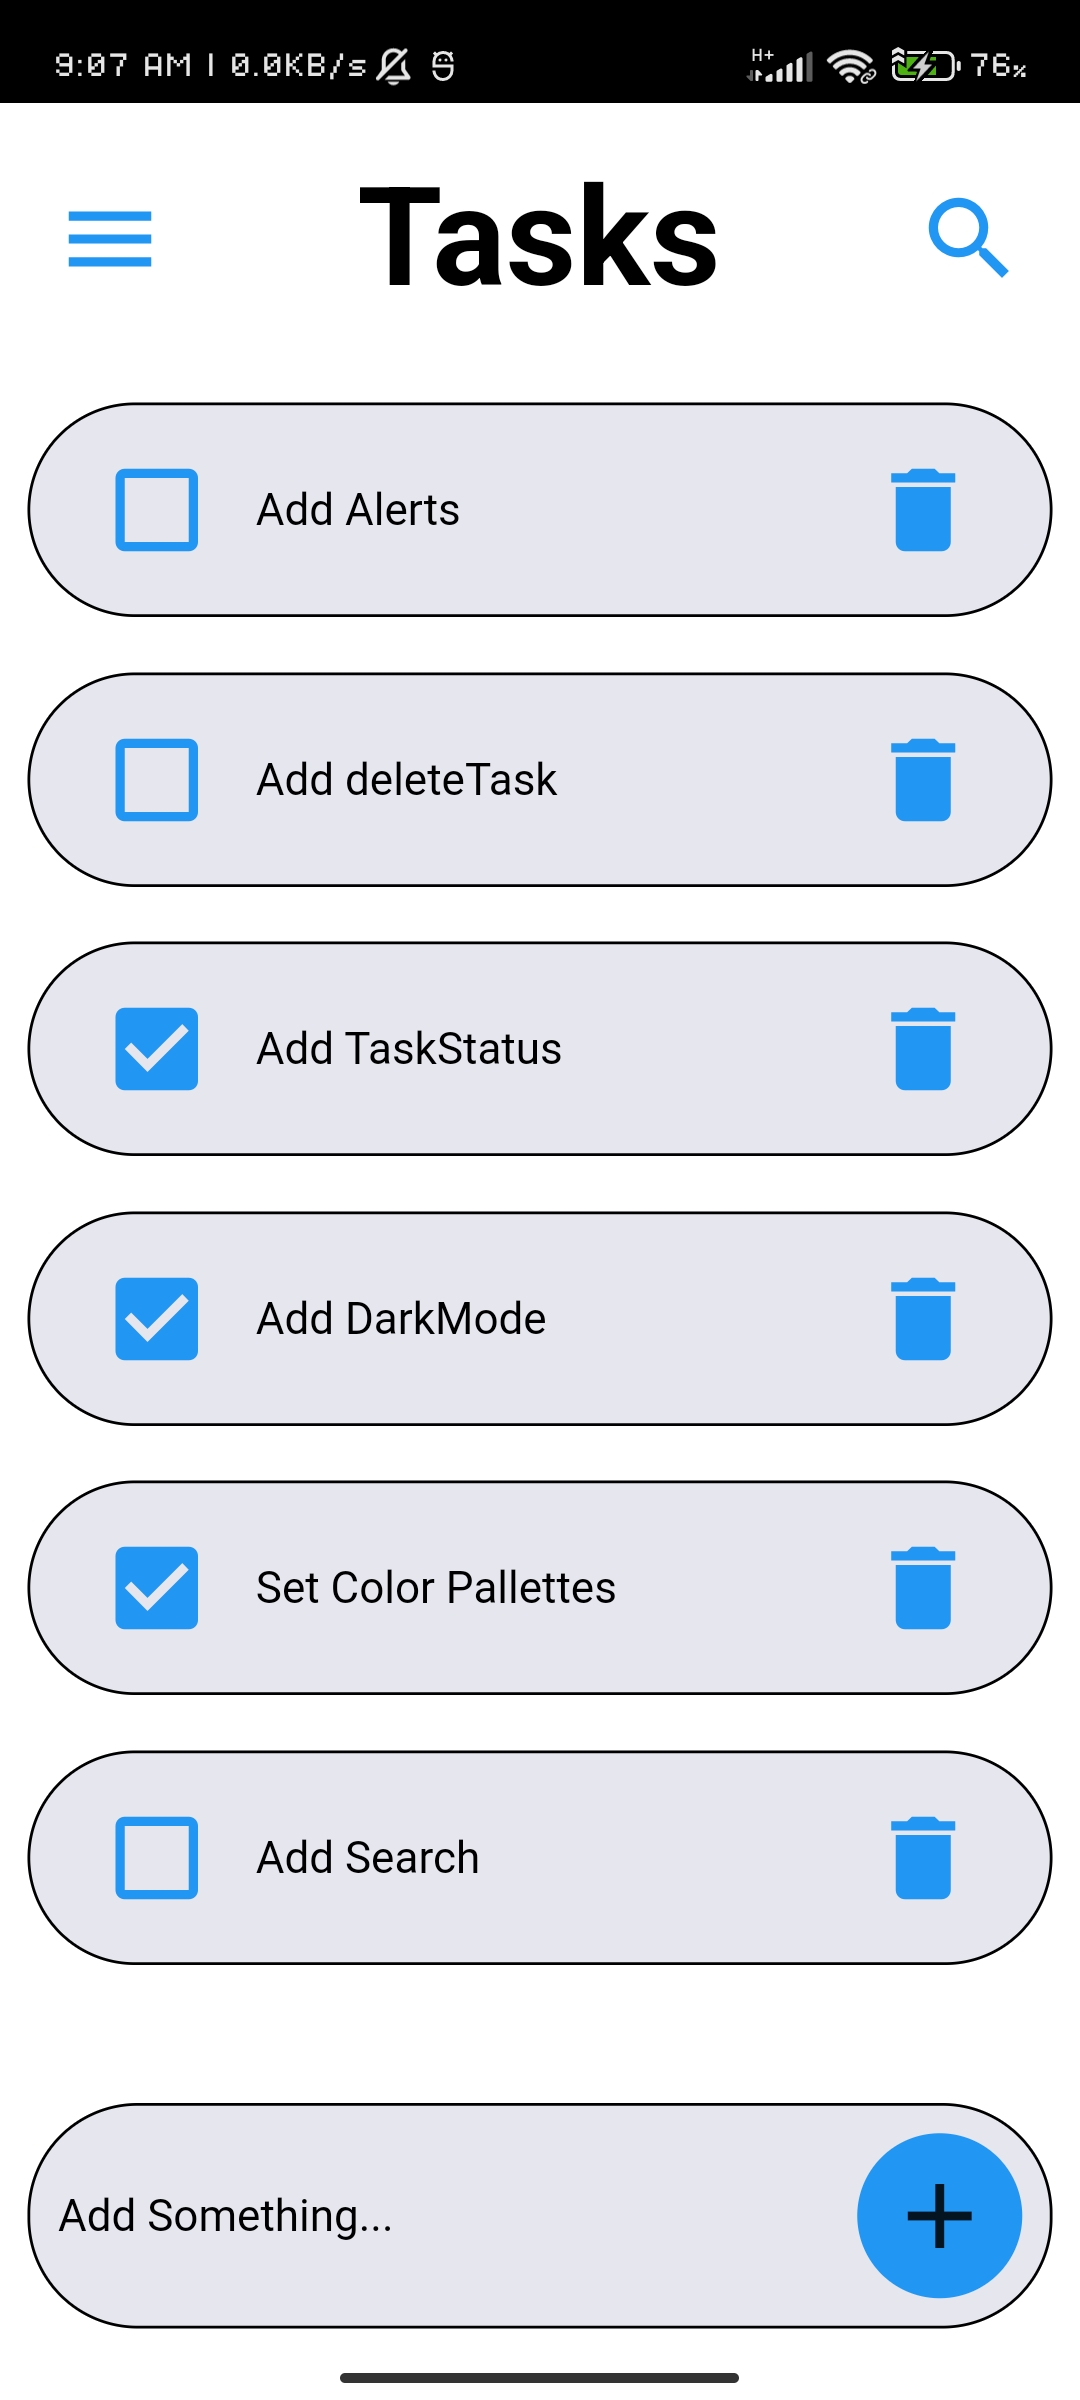 9:07 AM | 0.0KB/s H+ 76%
Tasks
Add Alerts
Add deleteTask
Add TaskStatus
Add DarkMode
Set Color Pallettes
Add Search
Add Something...